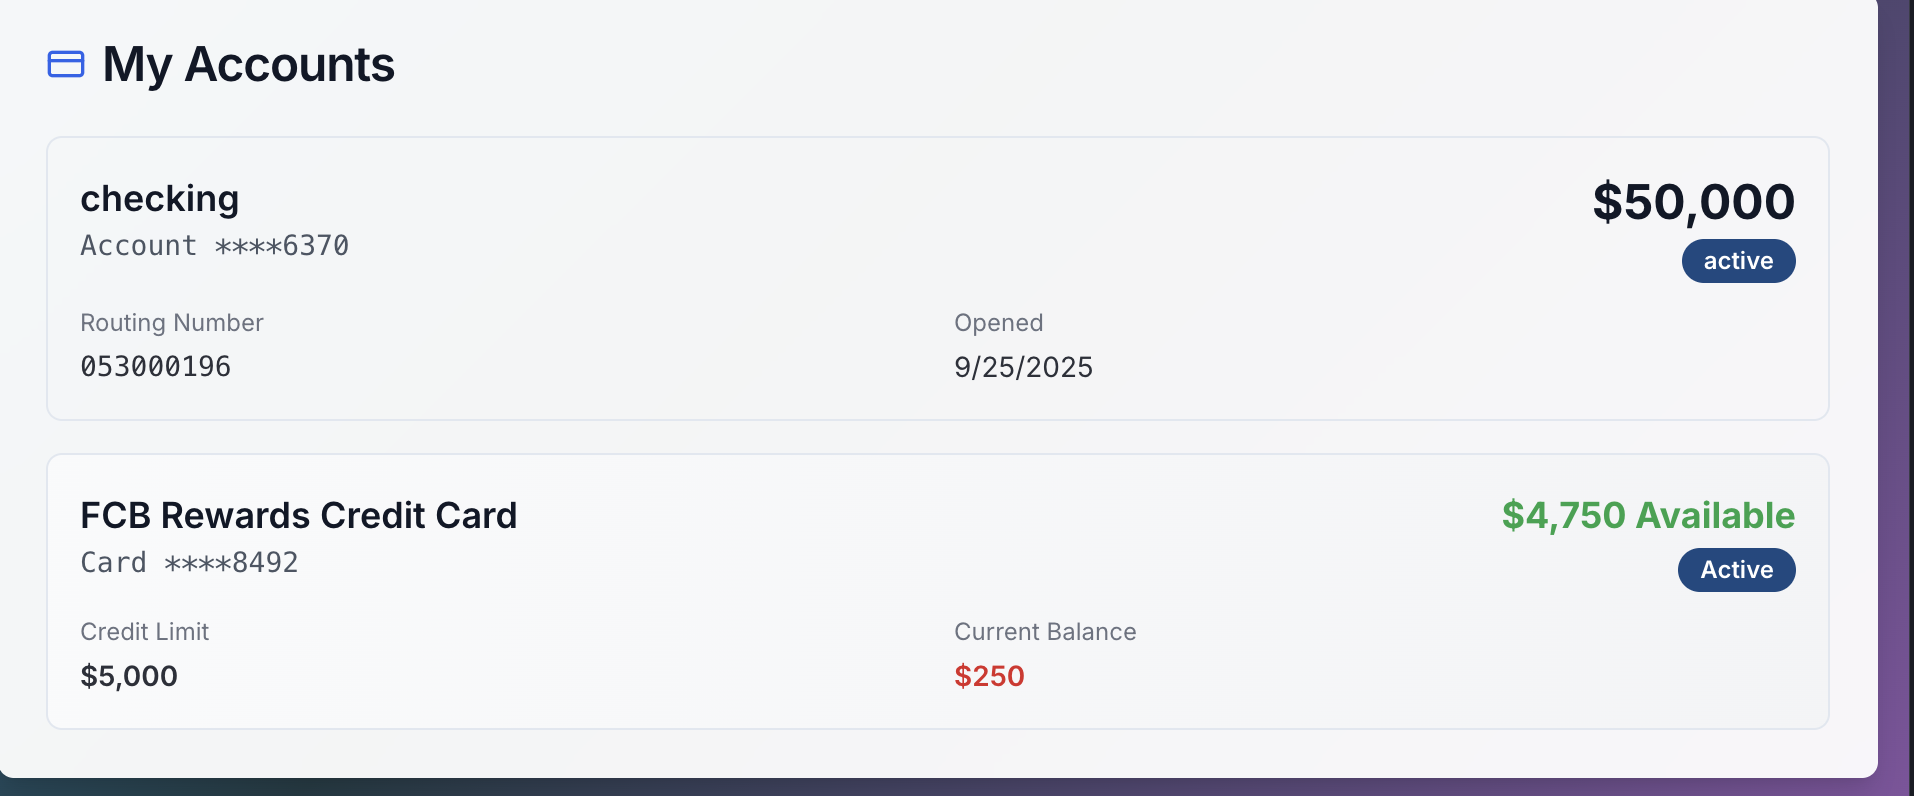 My Accounts
checking
$50,000
Account ****6370
active
Routing Number
Opened
053000196
9/25/2025
FCB Rewards Credit Card
$4,750 Available
Card ****8492
Active
Credit Limit
Current Balance
$5,000
$250